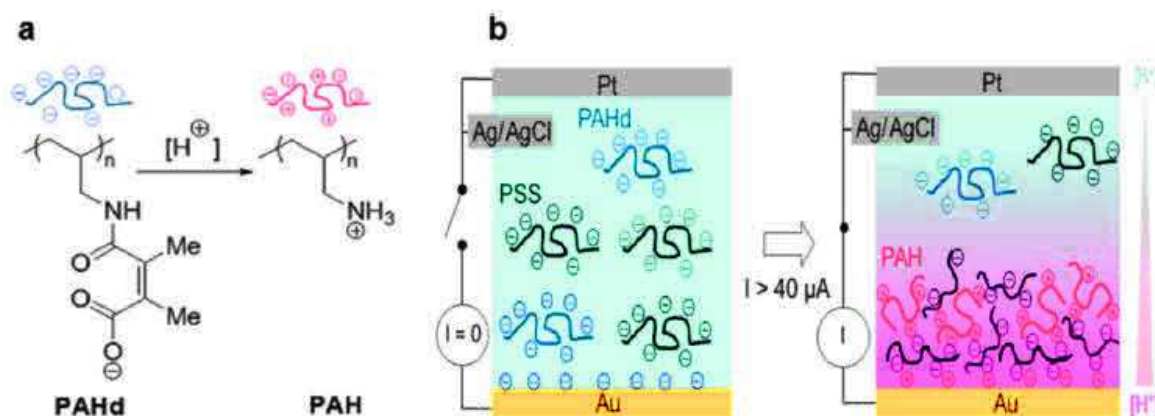 a
[H⊕]
n
n
NH
NH3
⊕
O
Me
O
Me
O
⊖
PAHd
PAH
b
Pt
Ag/AgCl
PAHd
PSS
I = 0
Au
I > 40 µA
Pt
Ag/AgCl
PAH
I
Au
[H+]
[H+]